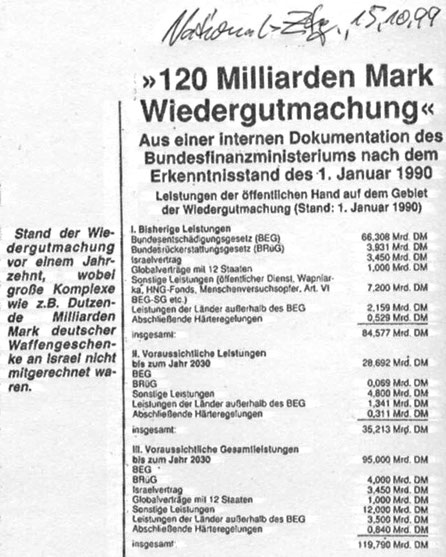 National-Ztg., 15.10.99
»120 Milliarden Mark
Wiedergutmachung«
Aus einer internen Dokumentation des
Bundesfinanzministeriums nach dem
Erkenntnisstand des 1. Januar 1990
Leistungen der öffentlichen Hand auf dem Gebiet
der Wiedergutmachung (Stand: 1. Januar 1990)
Stand der Wie-
dergutmachung
vor einem Jahr-
zehnt, wobei
große Komplexe
wie z.B. Dutzen-
de Milliarden
Mark deutscher
Waffengeschen-
ke an Israel nicht
mitgerechnet wa-
ren.
I. Bisherige Leistungen
Bundesentschädigungsgesetz (BEG) 66,308 Mrd. DM
Bundesrückerstattungsgesetz (BRüG) 3,931 Mrd. DM
Israelvertrag 3,450 Mrd. DM
Globalverträge mit 12 Staaten 1,000 Mrd. DM
Sonstige Leistungen (öffentlicher Dienst, Wapniar-
ka, HNG-Fonds, Menschenversuchsopfer, Art. VI 7,200 Mrd. DM
BEG-SG etc.)
Leistungen der Länder außerhalb des BEG 2,159 Mrd. DM
Abschließende Härteregelungen 0,529 Mrd. DM
insgesamt: 84,577 Mrd. DM
II. Voraussichtliche Leistungen
bis zum Jahr 2030 28,692 Mrd. DM
BEG
BRüG 0,069 Mrd. DM
Sonstige Leistungen 4,800 Mrd. DM
Leistungen der Länder außerhalb des BEG 1,341 Mrd. DM
Abschließende Härteregelungen 0,311 Mrd. DM
insgesamt: 35,213 Mrd. DM
III. Voraussichtliche Gesamtleistungen
bis zum Jahr 2030 95,000 Mrd. DM
BEG
BRüG 4,000 Mrd. DM
Israelvertrag 3,450 Mrd. DM
Globalverträge mit 12 Staaten 1,000 Mrd. DM
Sonstige Leistungen 12,000 Mrd. DM
Leistungen der Länder außerhalb des BEG 3,500 Mrd. DM
Abschließende Härteregelungen 0,840 Mrd. DM
insgesamt 119,790 Mrd. DM